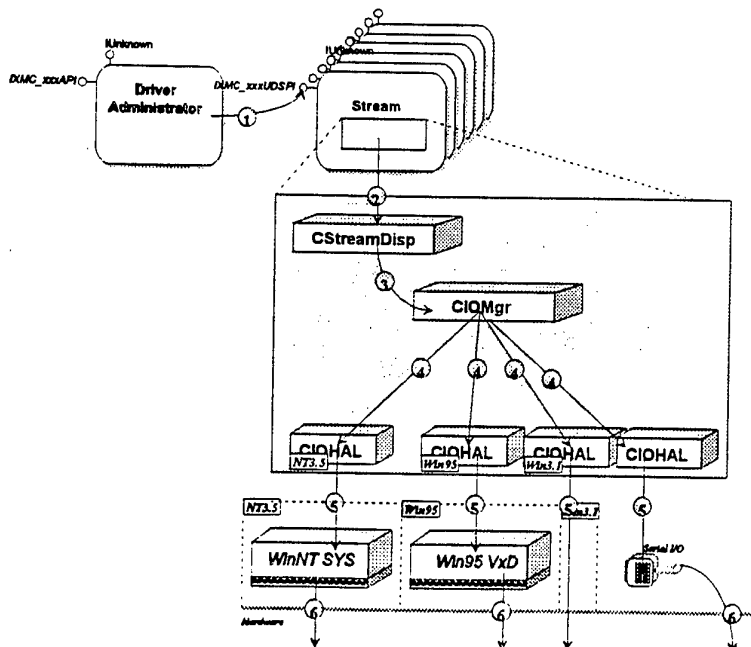 IUnknown
IUnknown
IXMC_xxxAPI
Driver
Administrator
IXMC_xxxUDSPI
1
Stream
2
CStreamDisp
3
CIOMgr
4
4
4
4
CIOHAL
NT3.5
CIOHAL
Win95
CIOHAL
Win3.1
CIOHAL
NT3.5
5
Win95
5
5
5
WinNT SYS
Win95 VxD
Serial I/O
6
6
6
Hardware